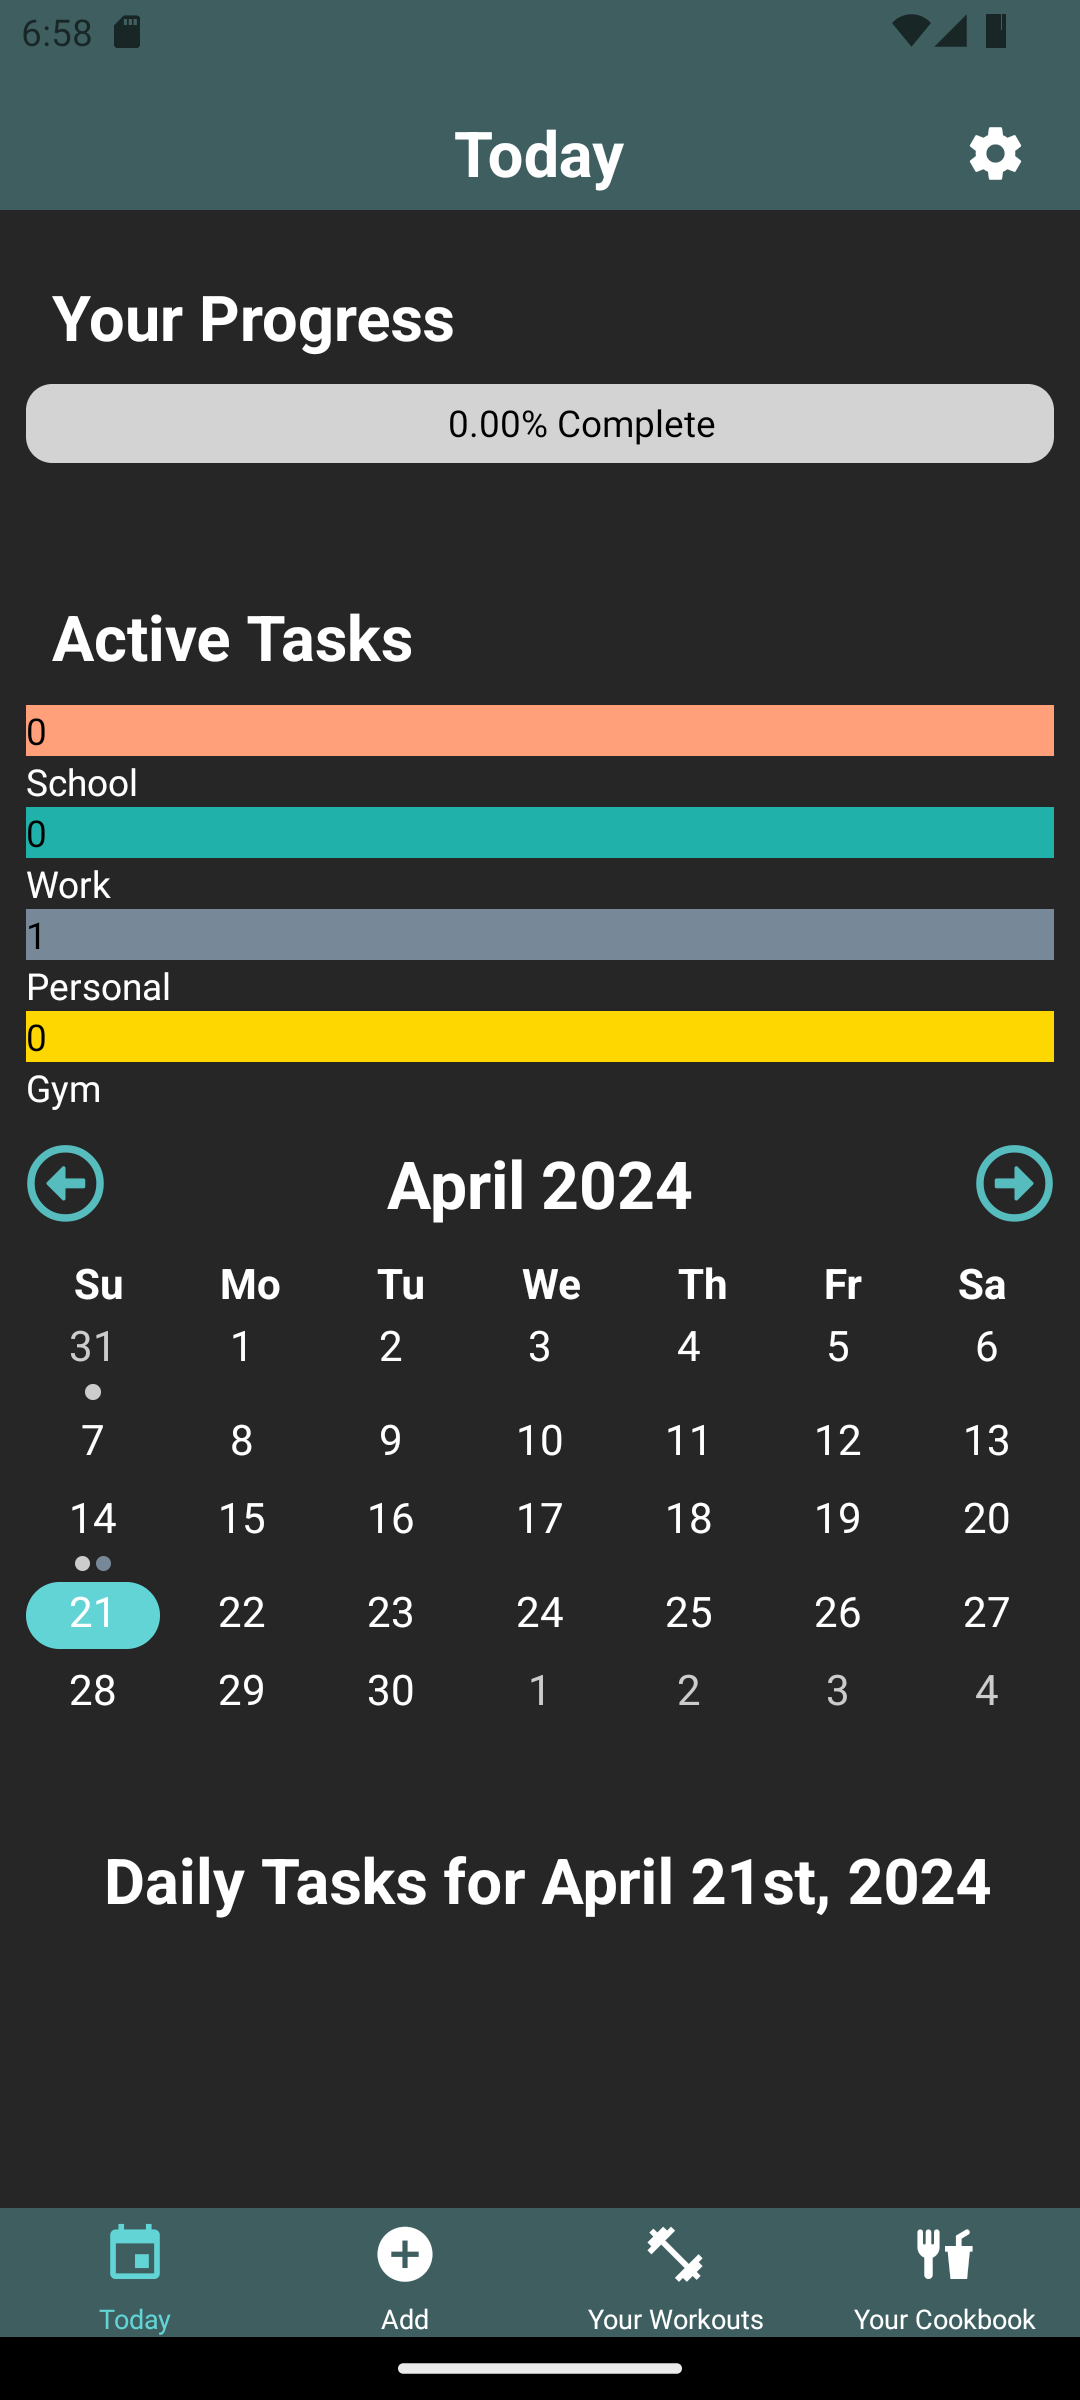 6:58
Today
Your Progress
0.00% Complete
Active Tasks
0
School
0
Work
1
Personal
0
Gym
April 2024
Su Mo Tu We Th Fr Sa
31 1 2 3 4 5 6
7 8 9 10 11 12 13
14 15 16 17 18 19 20
21 22 23 24 25 26 27
28 29 30 1 2 3 4
Daily Tasks for April 21st, 2024
Today Add Your Workouts Your Cookbook